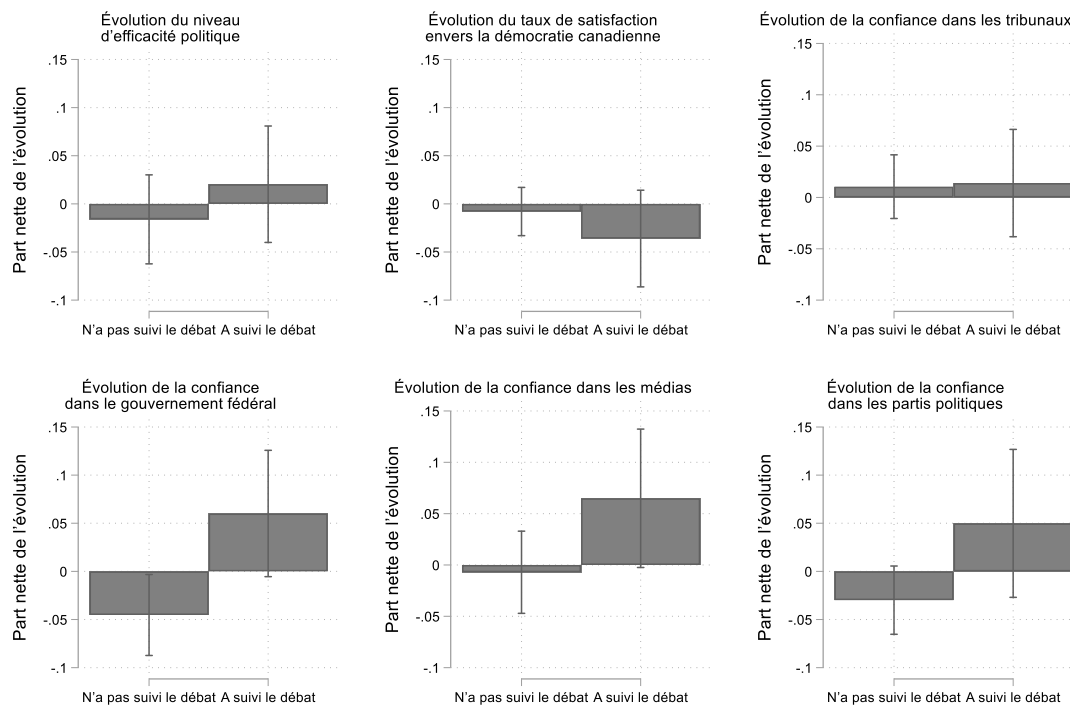 Évolution du niveau
d’efficacité politique
.15
.1
.05
0
-.05
-.1
Part nette de l’évolution
N’a pas suivi le débat A suivi le débat
Évolution du taux de satisfaction
envers la démocratie canadienne
.15
.1
.05
0
-.05
-.1
Part nette de l’évolution
N’a pas suivi le débat A suivi le débat
Évolution de la confiance dans les tribunaux
.15
.1
.05
0
-.05
-.1
Part nette de l’évolution
N’a pas suivi le débat A suivi le débat
Évolution de la confiance
dans le gouvernement fédéral
.15
.1
.05
0
-.05
-.1
Part nette de l’évolution
N’a pas suivi le débat A suivi le débat
Évolution de la confiance dans les médias
.15
.1
.05
0
-.05
-.1
Part nette de l’évolution
N’a pas suivi le débat A suivi le débat
Évolution de la confiance
dans les partis politiques
.15
.1
.05
0
-.05
-.1
Part nette de l’évolution
N’a pas suivi le débat A suivi le débat